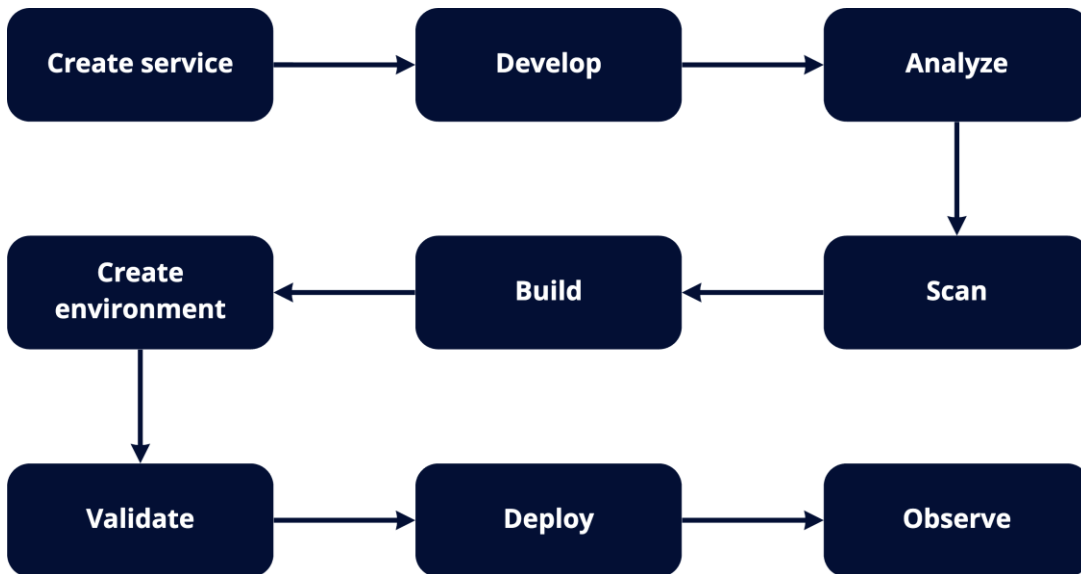 Create service
Develop
Analyze
Scan
Build
Create
environment
Validate
Deploy
Observe